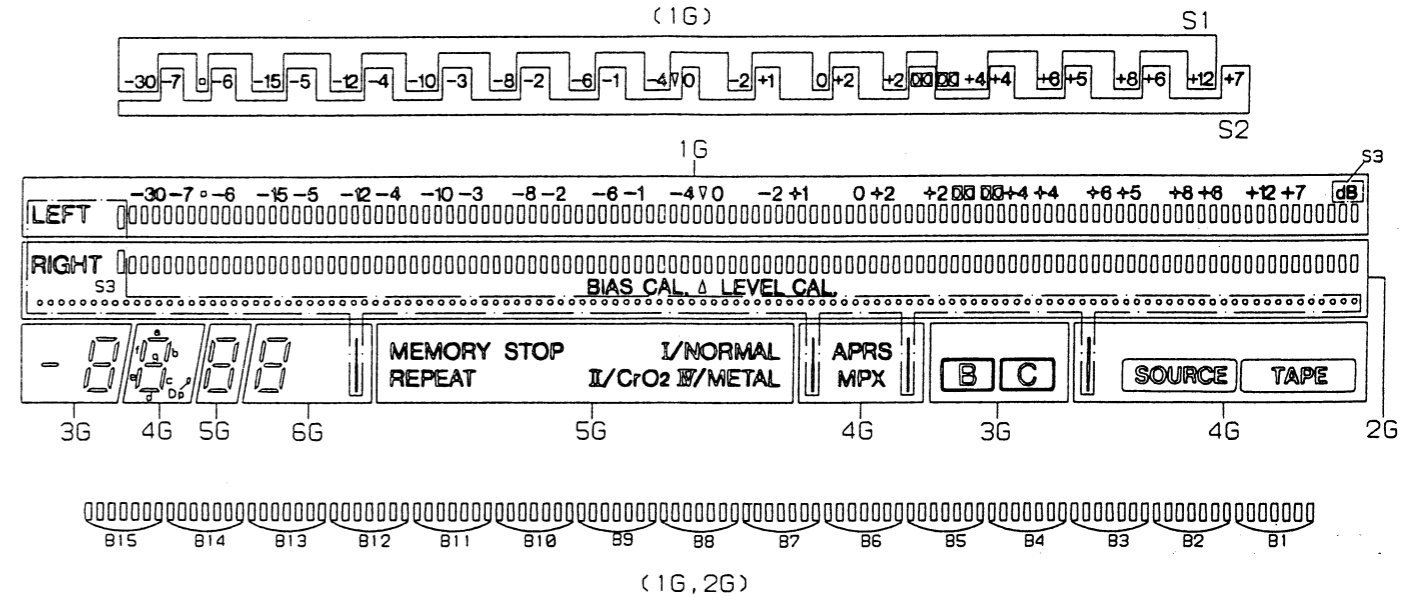 (1G)
S1
-30 -7 ▫ -6 -15 -5 -12 -4 -10 -3 -8 -2 -6 -1 -4 ▽ 0 -2 +1 0 +2 +2 DD DD +4 +4 +6 +5 +8 +6 +12 +7
S2
1G
S3
-30 -7 ▫ -6 -15 -5 -12 -4 -10 -3 -8 -2 -6 -1 -4 ▽ 0 -2 +1 0 +2 +2 DD DD +4 +4 +6 +5 +8 +6 +12 +7 dB
LEFT
RIGHT
S3
BIAS CAL. △ LEVEL CAL.
a
f b
g
e c
d Dp
MEMORY STOP I/NORMAL APRS
REPEAT II/CrO2 IV/METAL MPX B C SOURCE TAPE
3G 4G 5G 6G 5G 4G 3G 4G 2G
B15 B14 B13 B12 B11 B10 B9 B8 B7 B6 B5 B4 B3 B2 B1
(1G,2G)